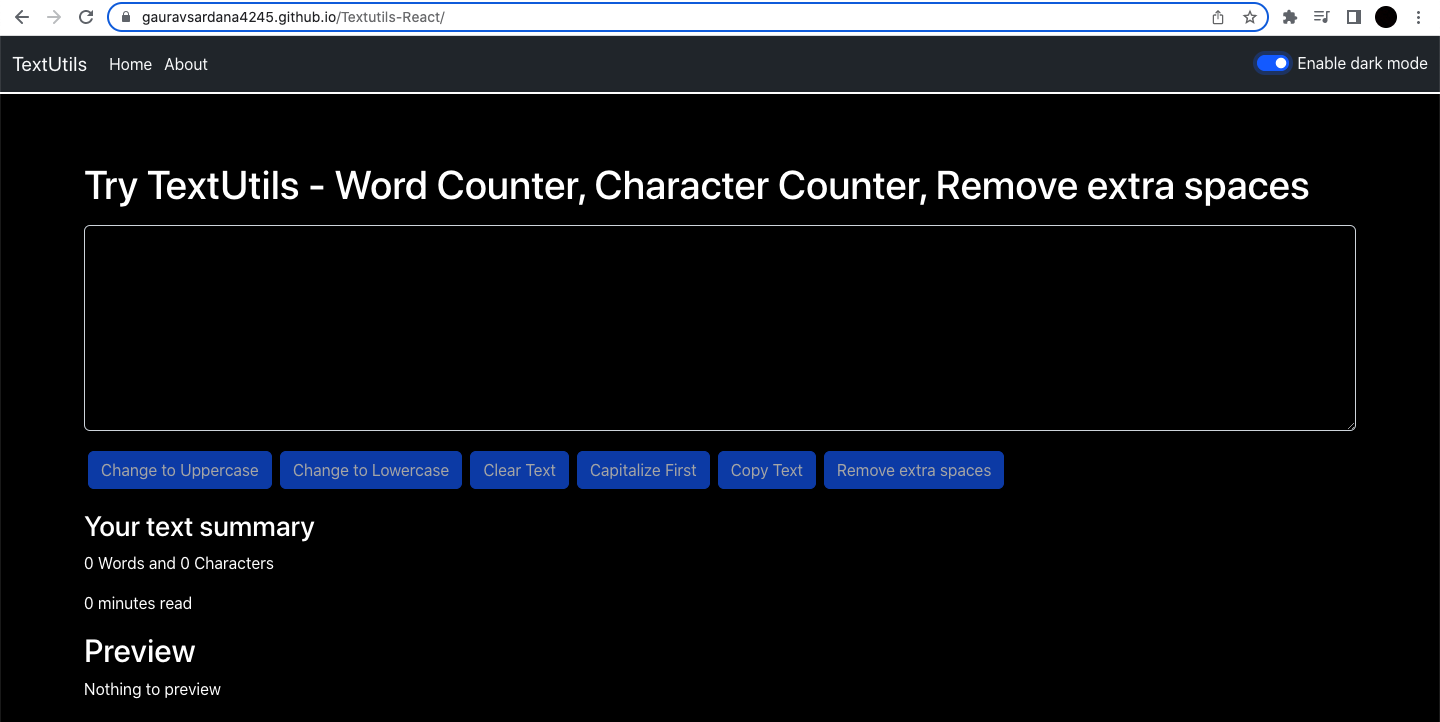 gauravsardana4245.github.io/Textutils-React/
TextUtils Home About Enable dark mode
Try TextUtils - Word Counter, Character Counter, Remove extra spaces
Change to Uppercase Change to Lowercase Clear Text Capitalize First Copy Text Remove extra spaces
Your text summary
0 Words and 0 Characters
0 minutes read
Preview
Nothing to preview